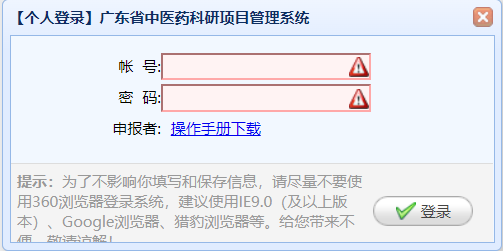 【个人登录】广东省中医药科研项目管理系统
帐 号:
密 码:
申报者: 操作手册下载
提示：为了不影响你填写和保存信息，请尽量不要使
用360浏览器登录系统，建议使用IE9.0（及以上版
本）、Google浏览器、猎豹浏览器等。给您带来不
便，敬请谅解！
登录